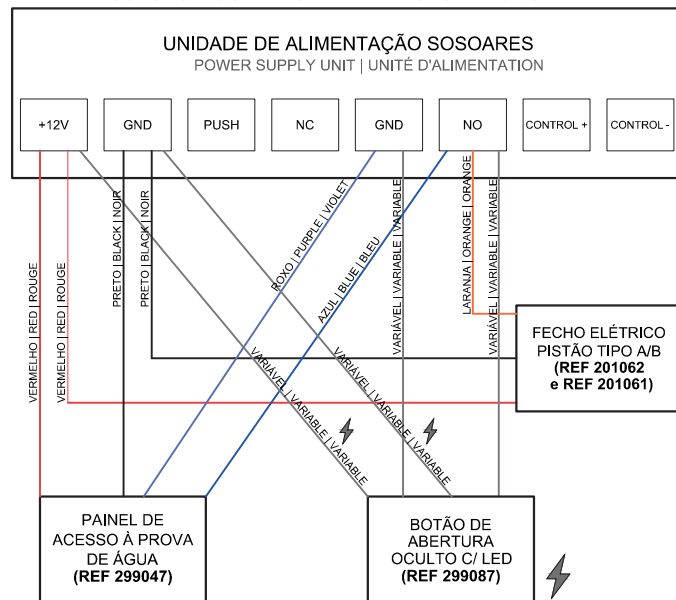 UNIDADE DE ALIMENTAÇÃO SOSOARES
POWER SUPPLY UNIT | UNITÉ D'ALIMENTATION
+12V
GND
PUSH
NC
GND
NO
CONTROL +
CONTROL -
VERMELHO | RED | ROUGE
VERMELHO | RED | ROUGE
PRETO | BLACK | NOIR
PRETO | BLACK | NOIR
ROXO | PURPLE | VIOLET
AZUL | BLUE | BLEU
VARIÁVEL | VARIABLE | VARIABLE
LARANJA | ORANGE | ORANGE
VARIÁVEL | VARIABLE | VARIABLE
VARIÁVEL | VARIABLE | VARIABLE
VARIÁVEL | VARIABLE | VARIABLE
FECHO ELÉTRICO
PISTÃO TIPO A/B
(REF 201062
e REF 201061)
PAINEL DE
ACESSO À PROVA
DE ÁGUA
(REF 299047)
BOTÃO DE
ABERTURA
OCULTO C/ LED
(REF 299087)